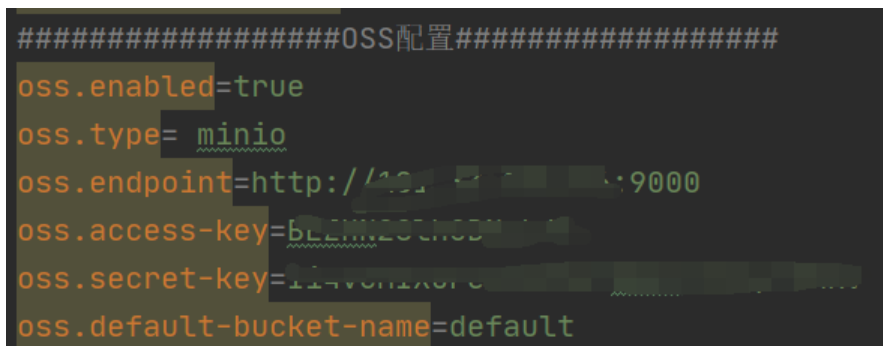 ##################OSS配置##################
oss.enabled=true
oss.type= minio
oss.endpoint=http://:9000
oss.access-key=
oss.secret-key=
oss.default-bucket-name=default